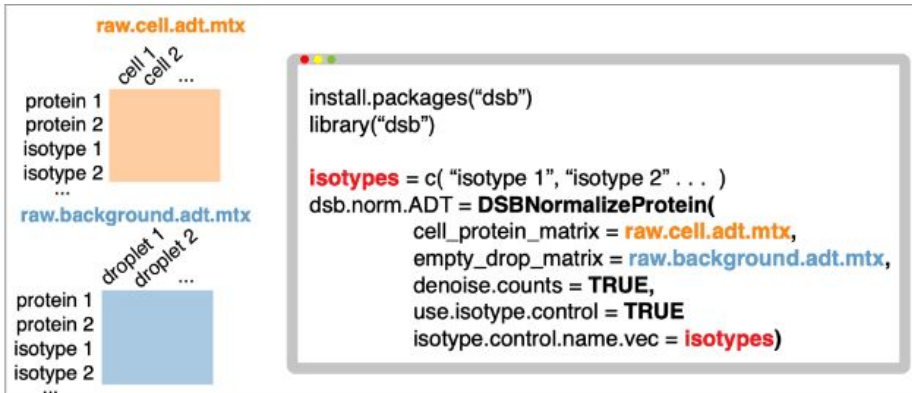 raw.cell.adt.mtx
cell 1
cell 2
...
protein 1
protein 2
isotype 1
isotype 2
...
raw.background.adt.mtx
droplet 1
droplet 2
...
protein 1
protein 2
isotype 1
isotype 2
...
install.packages(“dsb”)
library(“dsb”)
isotypes = c( “isotype 1”, “isotype 2” . . .  )
dsb.norm.ADT = DSBNormalizeProtein(
cell_protein_matrix = raw.cell.adt.mtx,
empty_drop_matrix = raw.background.adt.mtx,
denoise.counts = TRUE,
use.isotype.control = TRUE
isotype.control.name.vec = isotypes)